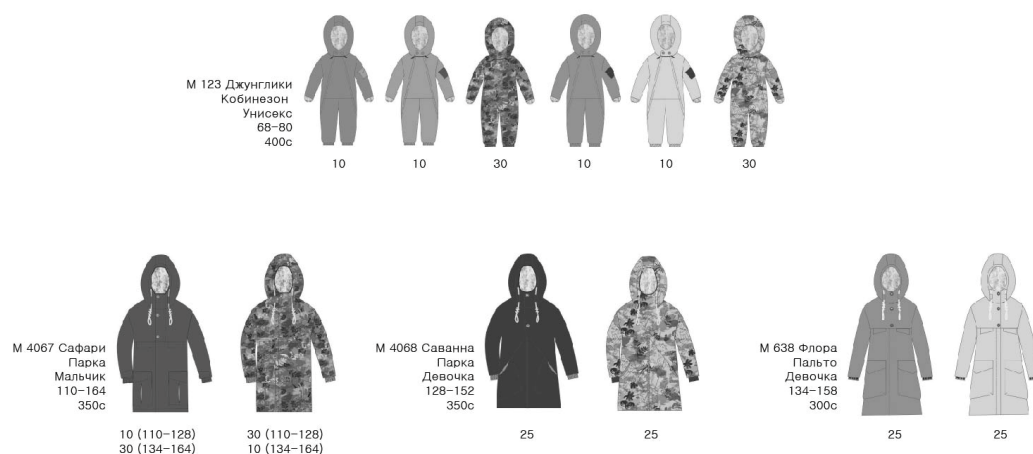 М 123 Джунглики
Кобинезон
Унисекс
68-80
400с
10 10 30 10 10 30
М 4067 Сафари
Парка
Мальчик
110-164
350с
10 (110-128) 30 (110-128)
30 (134-164) 10 (134-164)
М 4068 Саванна
Парка
Девочка
128-152
350с
25 25
М 638 Флора
Пальто
Девочка
134-158
300с
25 25